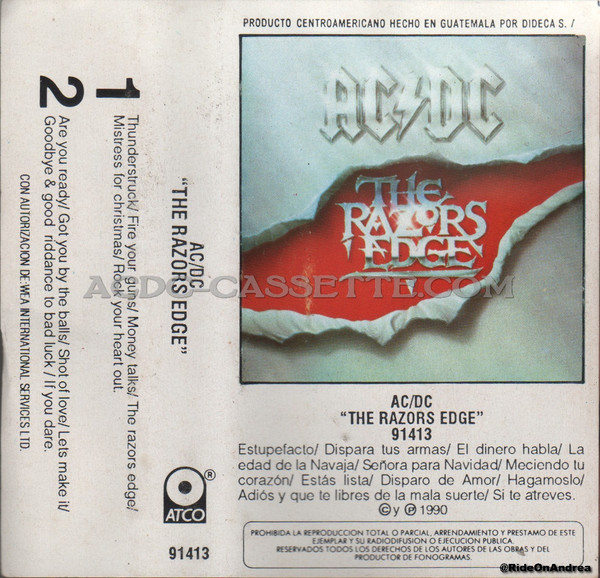 PRODUCTO CENTROAMERICANO HECHO EN GUATEMALA POR DIDECA S. /
AC/DC
THE
RAZORS
EDGE
AC/DC
"THE RAZORS EDGE"
91413
Estupefacto/ Dispara tus armas/ El dinero habla/ La
edad de la Navaja/ Señora para Navidad/ Meciendo tu
corazón/ Estás lista/ Disparo de Amor/ Hagamoslo/
Adiós y que te libres de la mala suerte/ Si te atreves.
© y ℗ 1990
PROHIBIDA LA REPRODUCCION TOTAL O PARCIAL, ARRENDAMIENTO Y PRESTAMO DE ESTE
EJEMPLAR Y SU RADIODIFUSION O EJECUCION PUBLICA.
RESERVADOS TODOS LOS DERECHOS DE LOS AUTORES DE LAS OBRAS Y DEL
PRODUCTOR DE FONOGRAMAS.
AC/DC
"THE RAZORS EDGE"
ATCO®
91413
1
Thunderstruck/ Fire your guns/ Money talks/ The razors edge/
Mistress for christmas/ Rock your heart out.
2
Are you ready/ Got you by the balls/ Shot of love/ Lets make it/
Goodbye & good riddance to bad luck / If you dare.
CON AUTORIZACION DE WEA INTERNATIONAL SERVICES LTD.
AUDIO-CASSETTE.COM
@RideOnAndrea